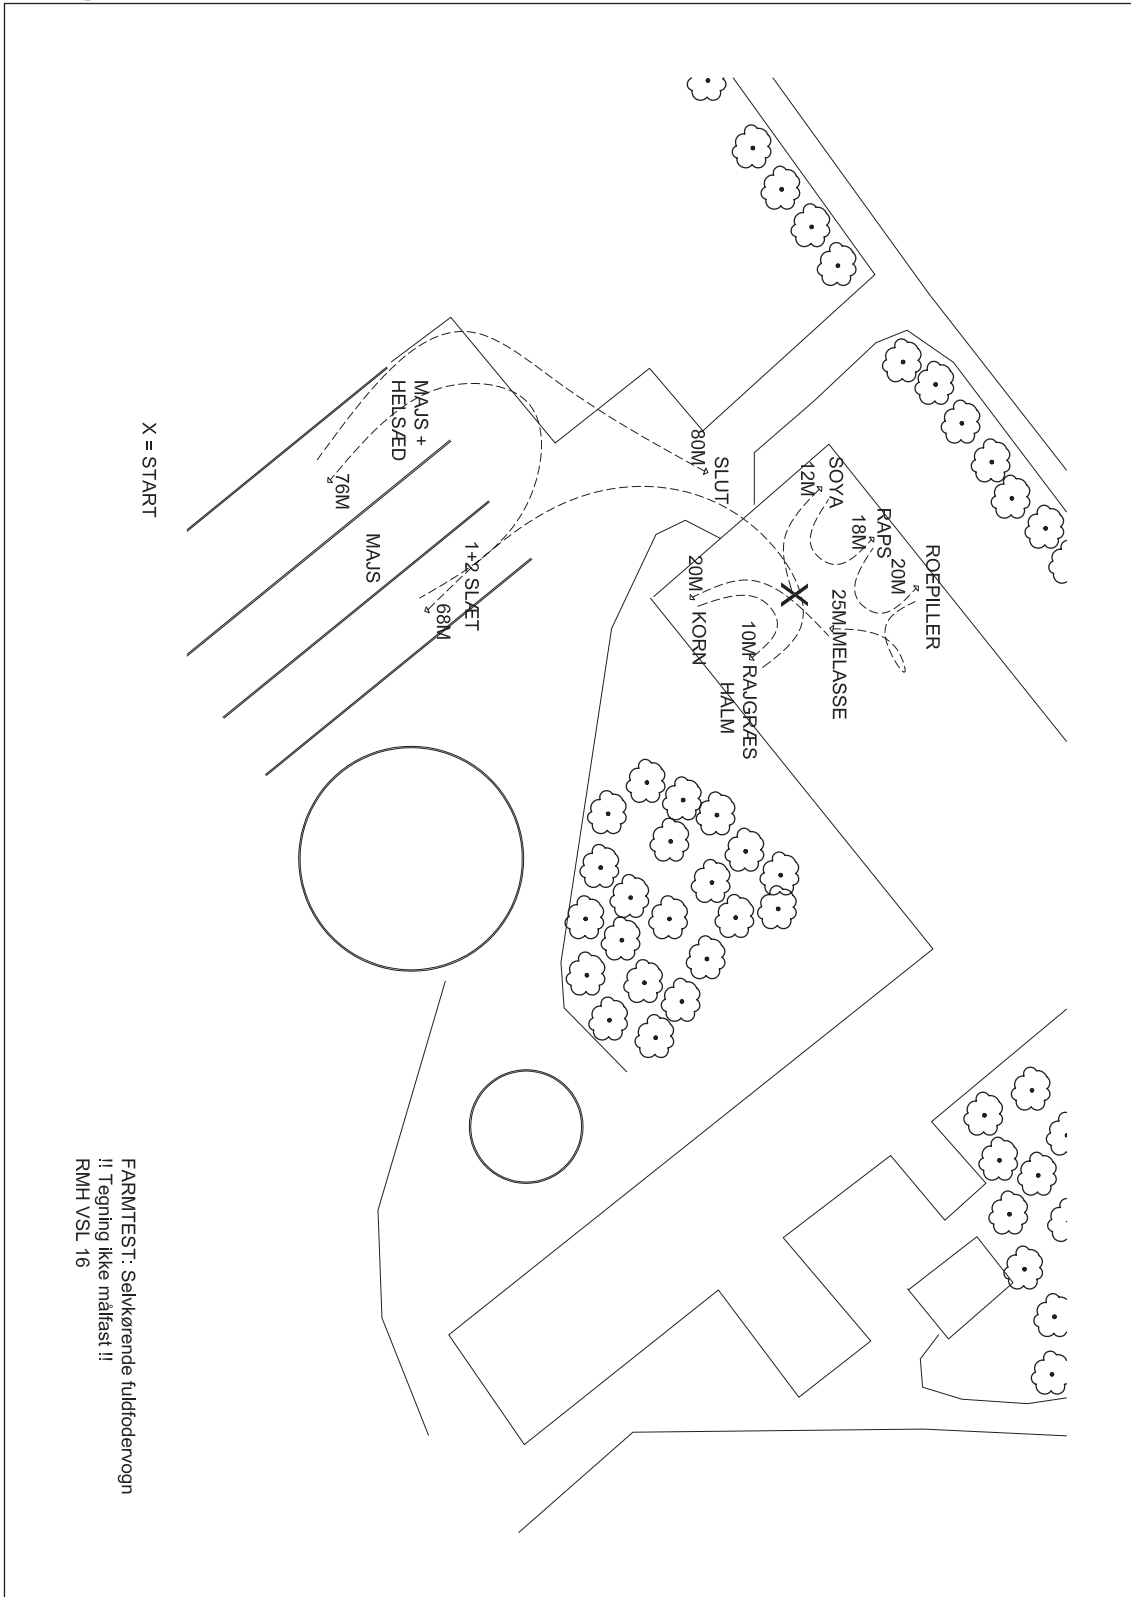 ROEPILLER
20M
RAPS
18M
SOYA
12M
25M MELASSE
X
10M RAJGRÆS
HALM
SLUT
80M
20M KORN
1+2 SLÆT
68M
MAJS +
HELSÆD
MAJS
76M
X = START
FARMTEST: Selvkørende fuldfodervogn
!! Tegning ikke målfast !!
RMH VSL 16